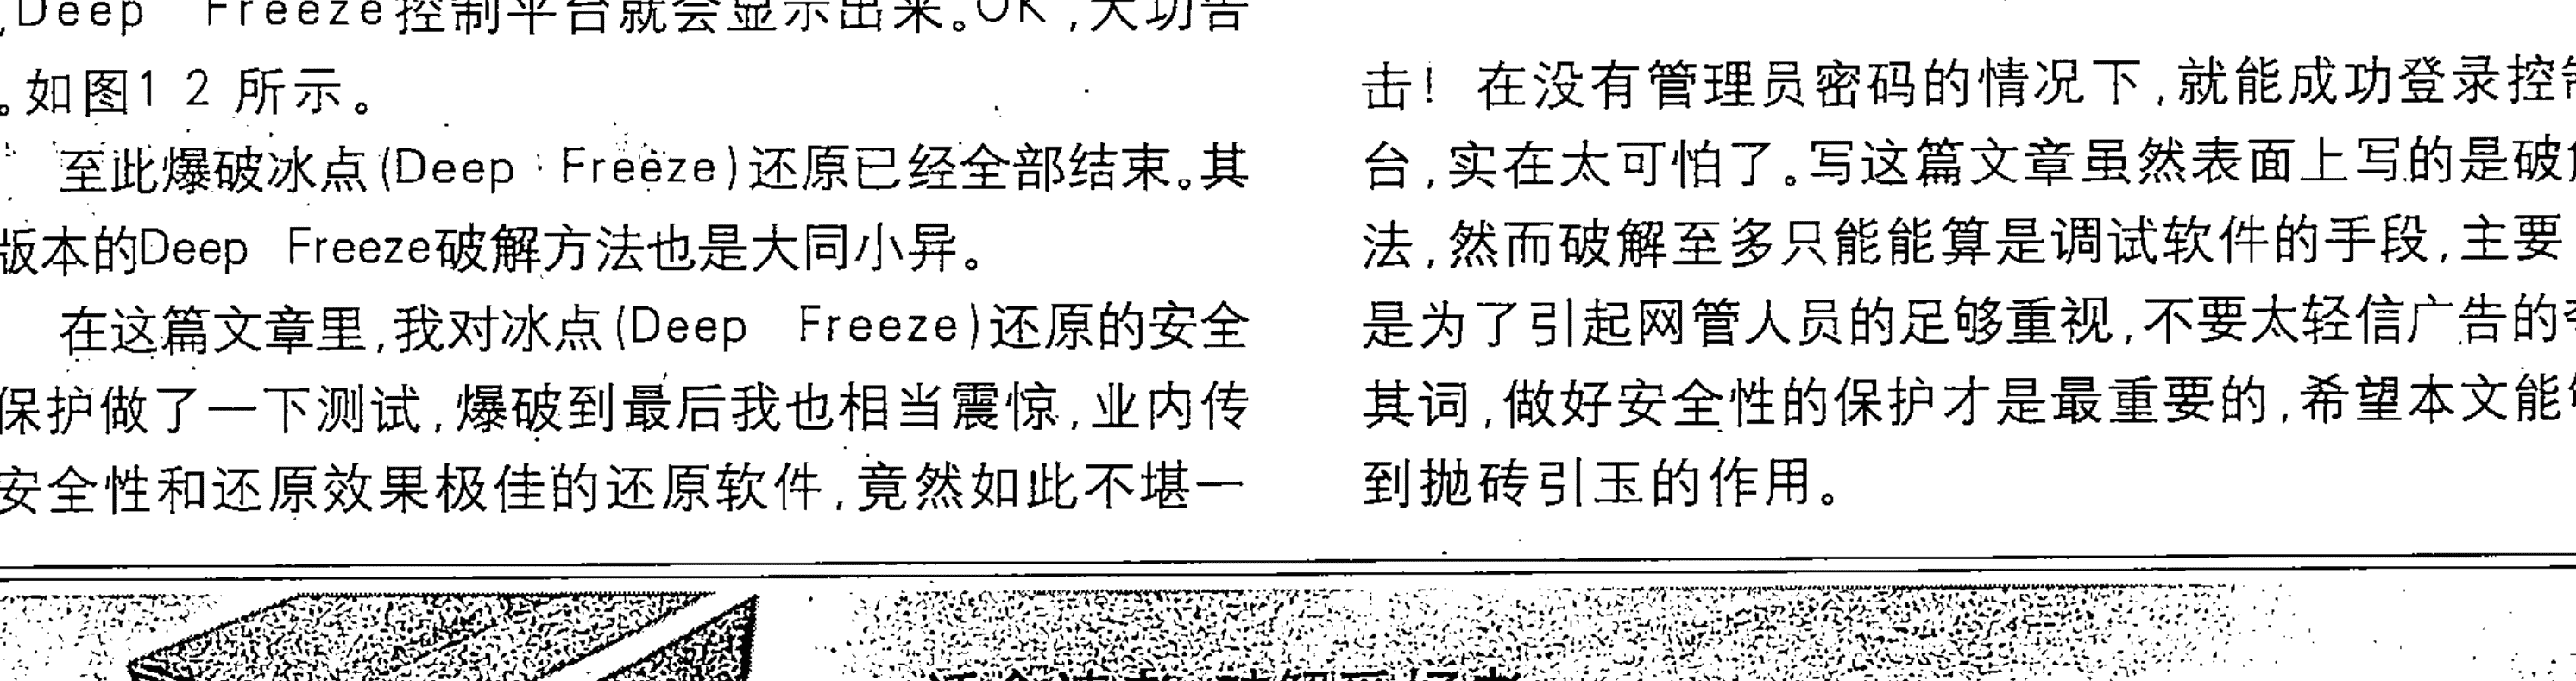 ,Deep Freeze控制平台就会显示出来。OK,大功告
。如图12所示。
至此爆破冰点(Deep Freeze)还原已经全部结束。其
版本的Deep Freeze破解方法也是大同小异。
在这篇文章里,我对冰点(Deep Freeze)还原的安全
保护做了一下测试,爆破到最后我也相当震惊,业内传
安全性和还原效果极佳的还原软件,竟然如此不堪一
击! 在没有管理员密码的情况下,就能成功登录控制
台,实在太可怕了。写这篇文章虽然表面上写的是破解
法,然而破解至多只能能算是调试软件的手段,主要
是为了引起网管人员的足够重视,不要太轻信广告的
其词,做好安全性的保护才是最重要的,希望本文能
到抛砖引玉的作用。